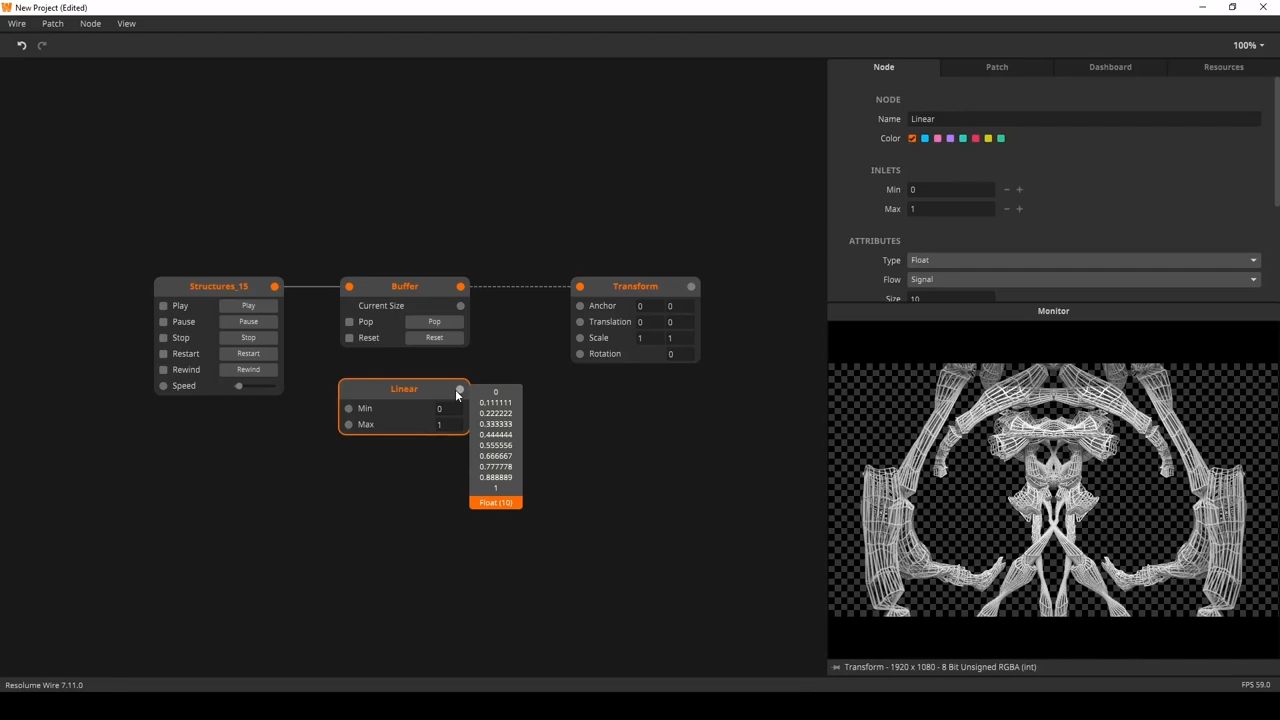 New Project (Edited)
Wire Patch Node View
100%
Node Patch Dashboard Resources
NODE
Name Linear
Color
INLETS
Min 0
Max 1
ATTRIBUTES
Type Float
Flow Signal
Size 10
Structures_15
Play Play
Pause Pause
Stop Stop
Restart Restart
Rewind Rewind
Speed
Buffer
Current Size
Pop Pop
Reset Reset
Transform
Anchor 0 0
Translation 0 0
Scale 1 1
Rotation 0
Linear
Min 0
Max 1
0
0.111111
0.222222
0.333333
0.444444
0.555556
0.666667
0.777778
0.888889
1
Float (10)
Monitor
Transform - 1920 x 1080 - 8 Bit Unsigned RGBA (int)
Resolume Wire 7.11.0
FPS 59.0